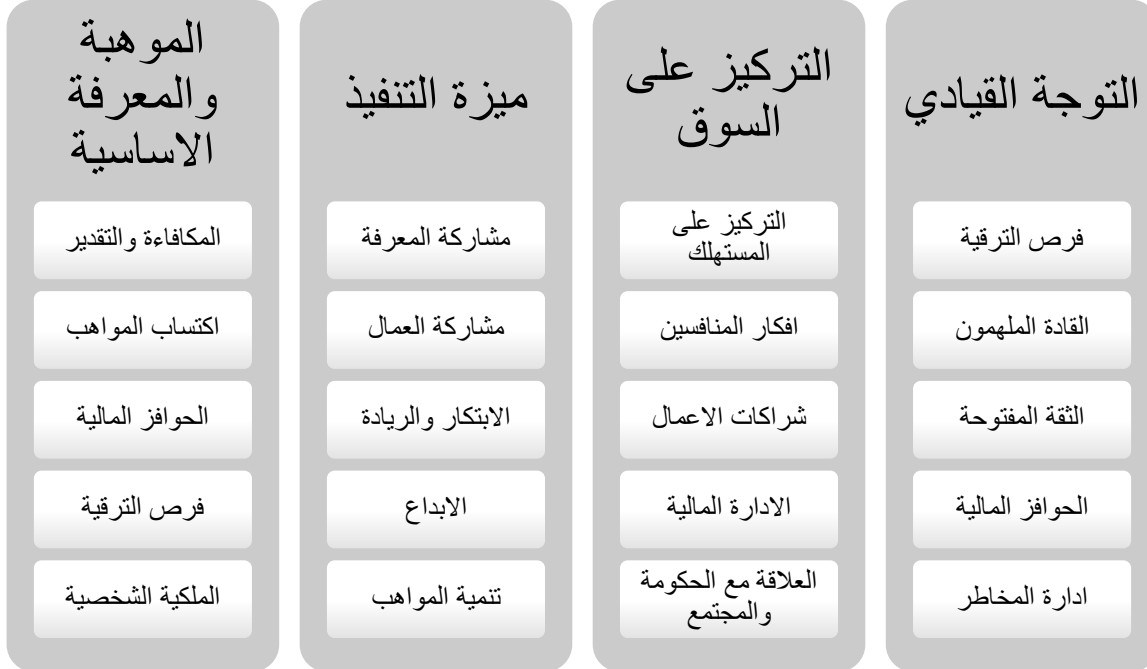 التوجة القيادي
فرص الترقية
القادة الملهمون
الثقة المفتوحة
الحوافز المالية
ادارة المخاطر
التركيز على
السوق
التركيز على
المستهلك
افكار المنافسين
شراكات الاعمال
الادارة المالية
العلاقة مع الحكومة
والمجتمع
ميزة التنفيذ
مشاركة المعرفة
مشاركة العمال
الابتكار والريادة
الابداع
تنمية المواهب
الموهبة
والمعرفة
الاساسية
المكافاءة والتقدير
اكتساب المواهب
الحوافز المالية
فرص الترقية
الملكية الشخصية